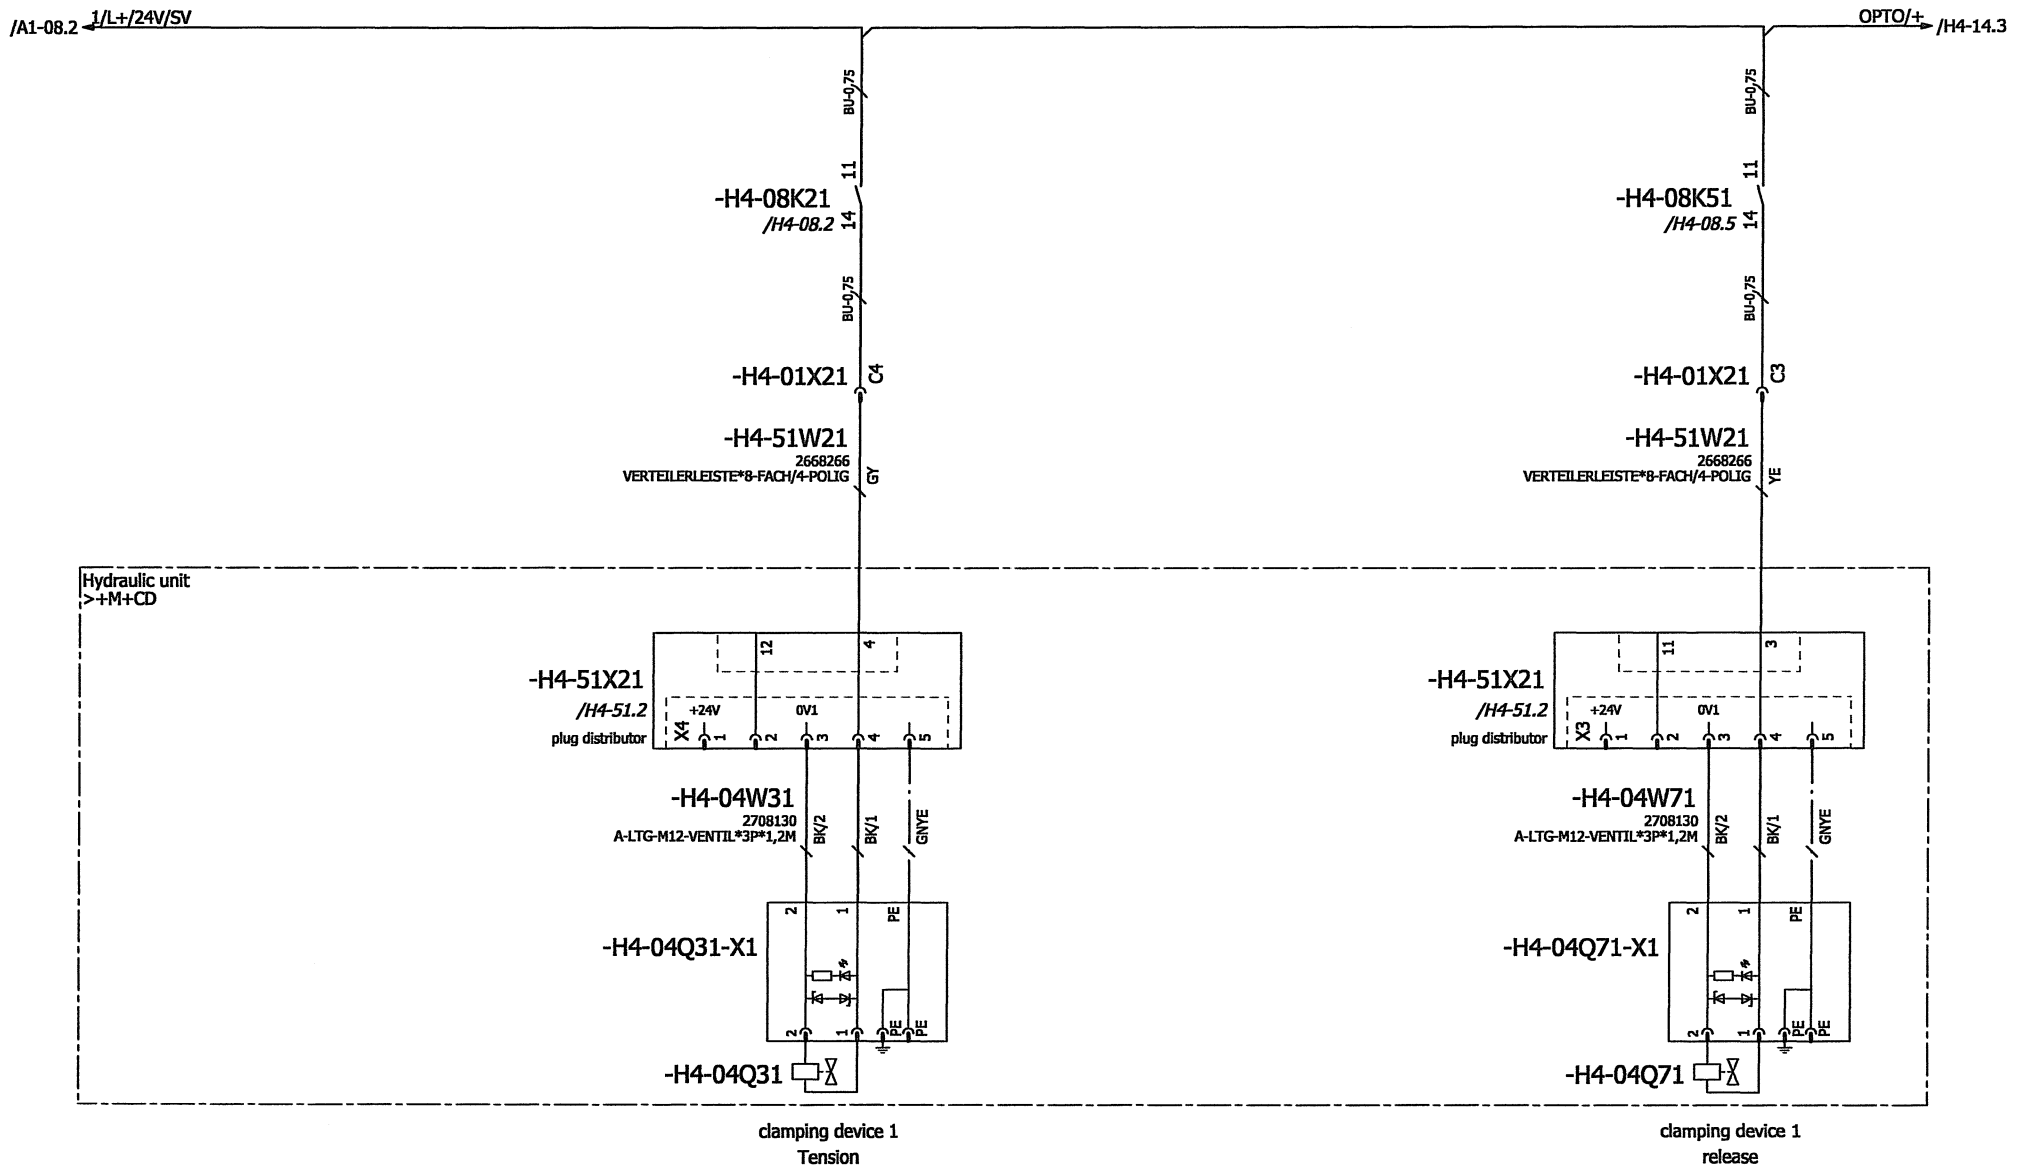 1/L+/24V/SV
/A1-08.2
OPTO/+
/H4-14.3
BU-0,75
BU-0,75
11
11
-H4-08K21
/H4-08.2
14
-H4-08K51
/H4-08.5
14
BU-0,75
BU-0,75
-H4-01X21
C4
-H4-01X21
C3
-H4-51W21
2668266
VERTEILERLEISTE*8-FACH/4-POLIG
GY
-H4-51W21
2668266
VERTEILERLEISTE*8-FACH/4-POLIG
YE
Hydraulic unit
>+M+CD
12
4
11
3
-H4-51X21
/H4-51.2
plug distributor
X4
+24V
0V1
1
2
3
4
5
-H4-51X21
/H4-51.2
plug distributor
X3
+24V
0V1
1
2
3
4
5
-H4-04W31
2708130
A-LTG-M12-VENTIL*3P*1,2M
BK/2
BK/1
GNYE
-H4-04W71
2708130
A-LTG-M12-VENTIL*3P*1,2M
BK/2
BK/1
GNYE
2
1
PE
2
1
PE
-H4-04Q31-X1
-H4-04Q71-X1
2
1
PE
PE
2
1
PE
PE
-H4-04Q31
-H4-04Q71
clamping device 1
Tension
clamping device 1
release